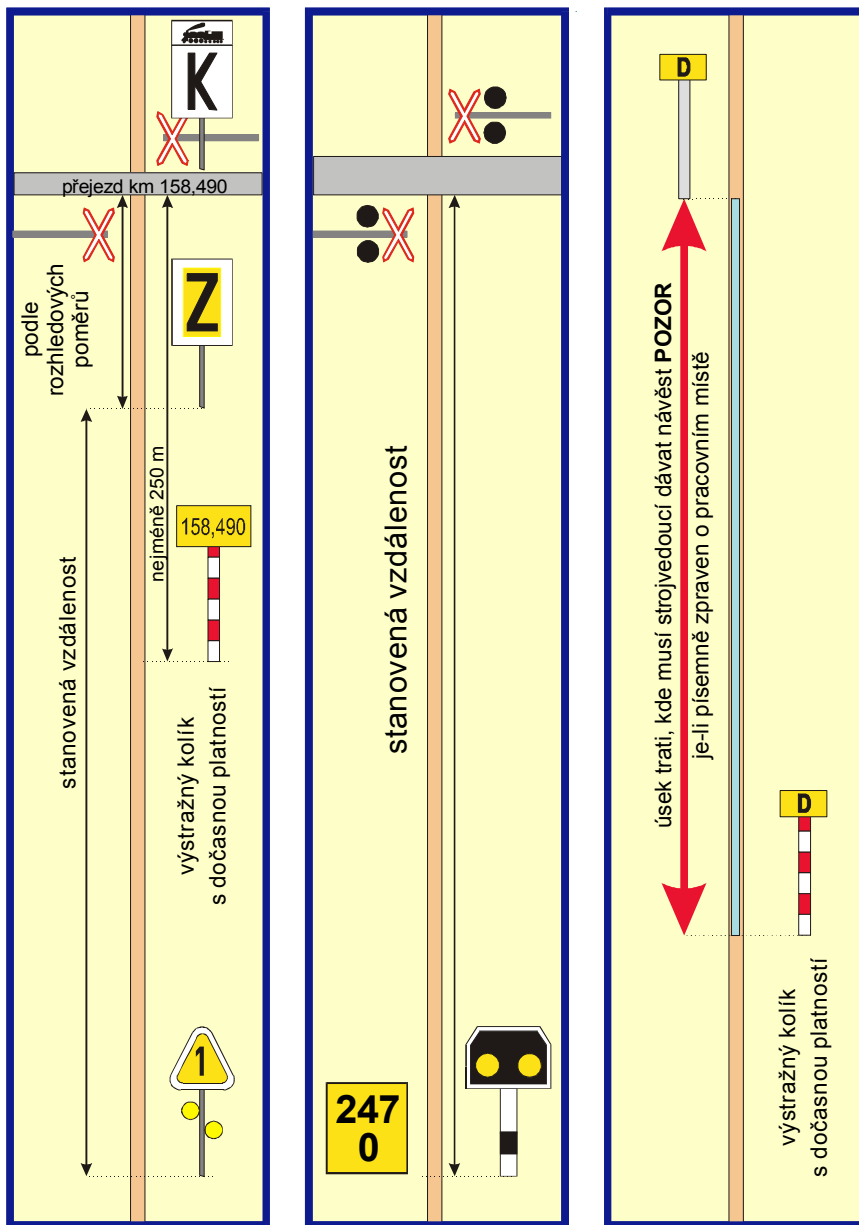 K
přejezd km 158,490
Z
podle
rozhledových
poměrů
nejméně 250 m
158,490
stanovená vzdálenost
výstražný kolík
s dočasnou platností
1
stanovená vzdálenost
247
0
D
úsek trati, kde musí strojvedoucí dávat návěst POZOR
je-li písemně zpraven o pracovním místě
D
výstražný kolík
s dočasnou platností